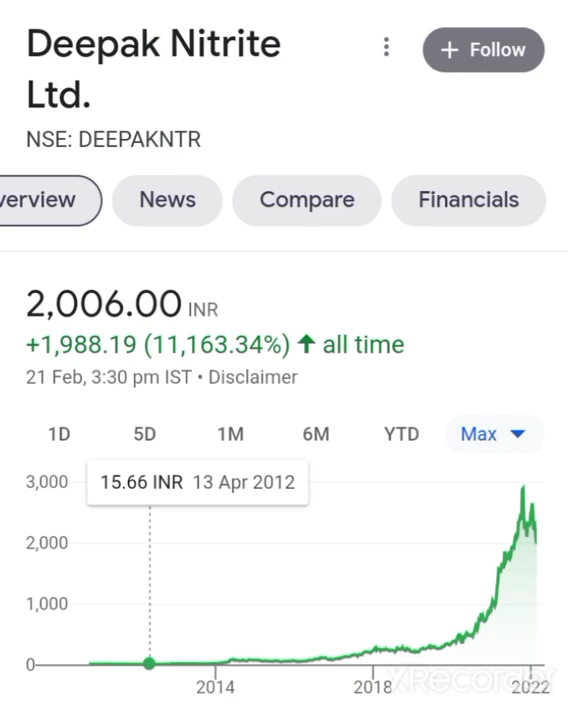 Deepak Nitrite
Ltd.
+ Follow
NSE: DEEPAKNTR
verview
News
Compare
Financials
2,006.00 INR
+1,988.19 (11,163.34%) ↑ all time
21 Feb, 3:30 pm IST • Disclaimer
1D 5D 1M 6M YTD Max
15.66 INR 13 Apr 2012
3,000
2,000
1,000
0
2014 2018 2022
XRecorder